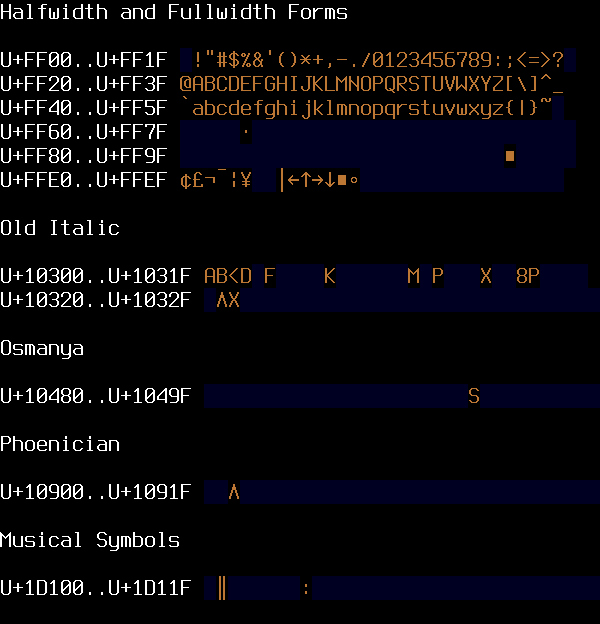 Halfwidth and Fullwidth Forms
U+FF00..U+FF1F  !"#$%&'()*+,-./0123456789:;<=>?
U+FF20..U+FF3F @ABCDEFGHIJKLMNOPQRSTUVWXYZ[\]^_
U+FF40..U+FF5F `abcdefghijklmnopqrstuvwxyz{|}~
U+FF60..U+FF7F      ·
U+FF80..U+FF9F                            ■
U+FFE0..U+FFEF ¢£¬¯¦¥  │←↑→↓■○
Old Italic
U+10300..U+1031F AB<D F    K      M P   X  8P
U+10320..U+1032F  ΛX
Osmanya
U+10480..U+1049F                       S
Phoenician
U+10900..U+1091F   Λ
Musical Symbols
U+1D100..U+1D11F  ‖      :